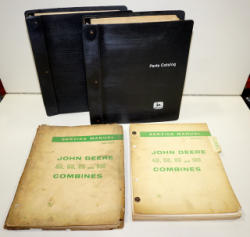 Parts Catalog
SERVICE MANUAL
JOHN DEERE
COMBINES
SERVICE MANUAL
JOHN DEERE
COMBINES